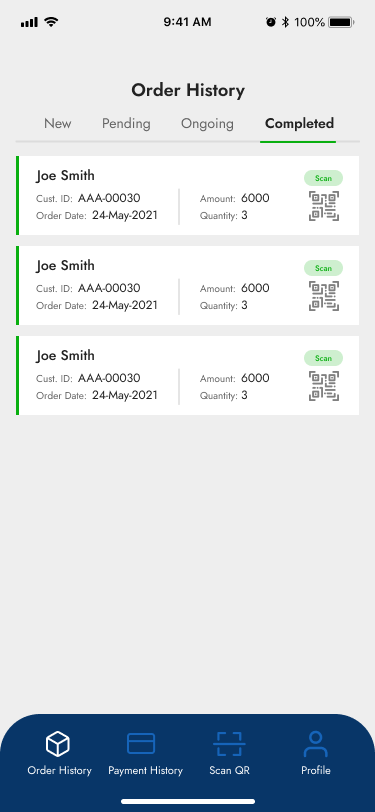 9:41 AM 100%
Order History
New Pending Ongoing Completed
Joe Smith Scan
Cust. ID: AAA-00030 Amount: 6000
Order Date: 24-May-2021 Quantity: 3
Joe Smith Scan
Cust. ID: AAA-00030 Amount: 6000
Order Date: 24-May-2021 Quantity: 3
Joe Smith Scan
Cust. ID: AAA-00030 Amount: 6000
Order Date: 24-May-2021 Quantity: 3
Order History Payment History Scan QR Profile